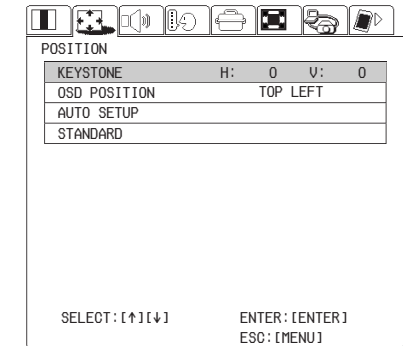 POSITION
KEYSTONE H: 0 V: 0
OSD POSITION TOP LEFT
AUTO SETUP
STANDARD
SELECT:[↑][↓] ENTER:[ENTER]
ESC:[MENU]